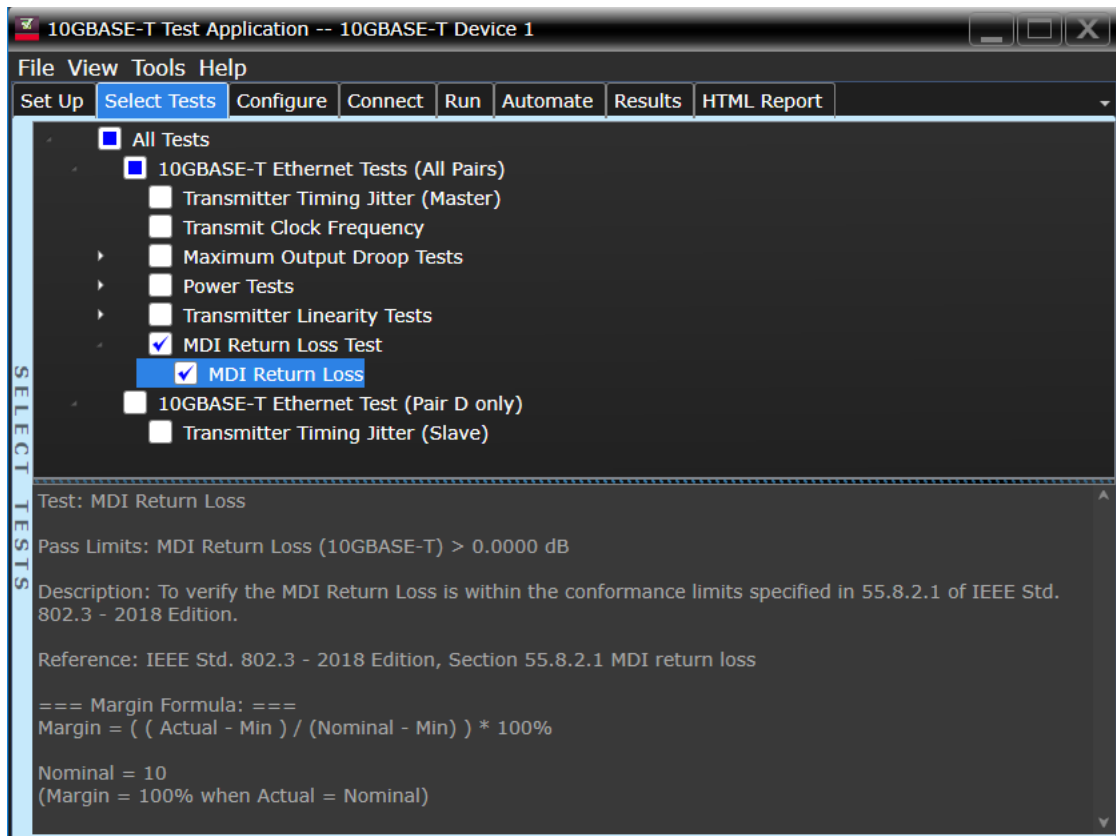 10GBASE-T Test Application -- 10GBASE-T Device 1
File View Tools Help
Set Up Select Tests Configure Connect Run Automate Results HTML Report
All Tests
10GBASE-T Ethernet Tests (All Pairs)
Transmitter Timing Jitter (Master)
Transmit Clock Frequency
Maximum Output Droop Tests
Power Tests
Transmitter Linearity Tests
MDI Return Loss Test
MDI Return Loss
10GBASE-T Ethernet Test (Pair D only)
Transmitter Timing Jitter (Slave)
SELECT TESTS
Test: MDI Return Loss
Pass Limits: MDI Return Loss (10GBASE-T) > 0.0000 dB
Description: To verify the MDI Return Loss is within the conformance limits specified in 55.8.2.1 of IEEE Std.
802.3 - 2018 Edition.
Reference: IEEE Std. 802.3 - 2018 Edition, Section 55.8.2.1 MDI return loss
=== Margin Formula: ===
Margin = ( ( Actual - Min ) / (Nominal - Min) ) * 100%
Nominal = 10
(Margin = 100% when Actual = Nominal)